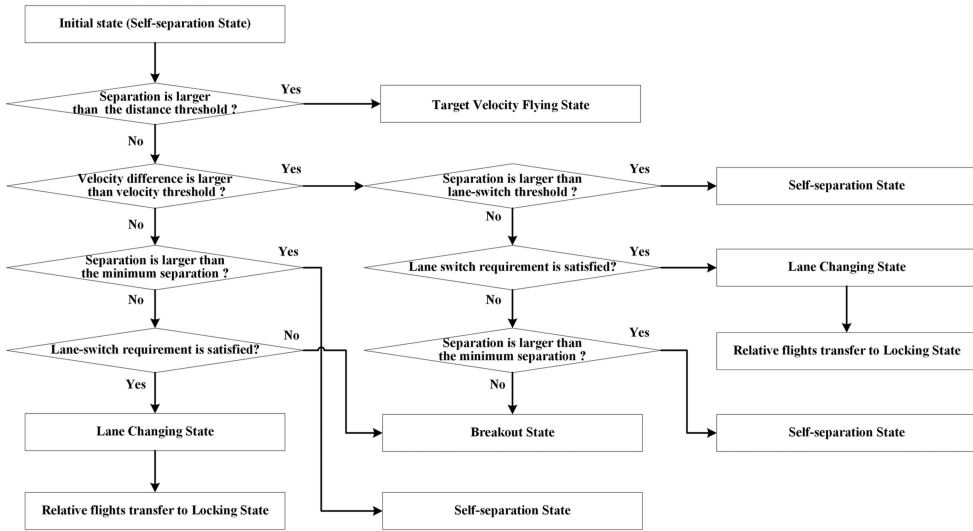 Initial state (Self-separation State)
Separation is larger
than the distance threshold ?
Yes
Target Velocity Flying State
No
Velocity difference is larger
than velocity threshold ?
Yes
Separation is larger than
lane-switch threshold ?
Yes
Self-separation State
No
No
Separation is larger than
the minimum separation ?
Yes
Lane switch requirement is satisfied?
Yes
Lane Changing State
No
No
Lane-switch requirement is satisfied?
No
Separation is larger than
the minimum separation ?
Yes
Relative flights transfer to Locking State
Yes
No
Lane Changing State
Breakout State
Self-separation State
Relative flights transfer to Locking State
Self-separation State